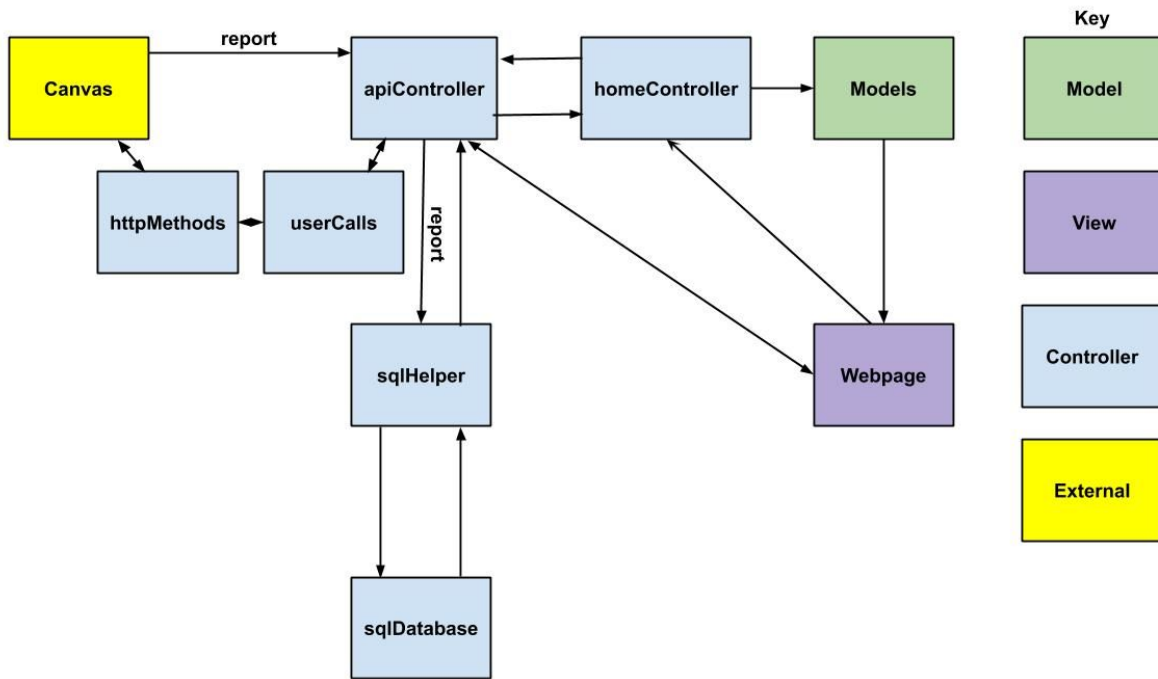 Key
report
Canvas
apiController
homeController
Models
Model
httpMethods
userCalls
report
View
sqlHelper
Webpage
Controller
External
sqlDatabase